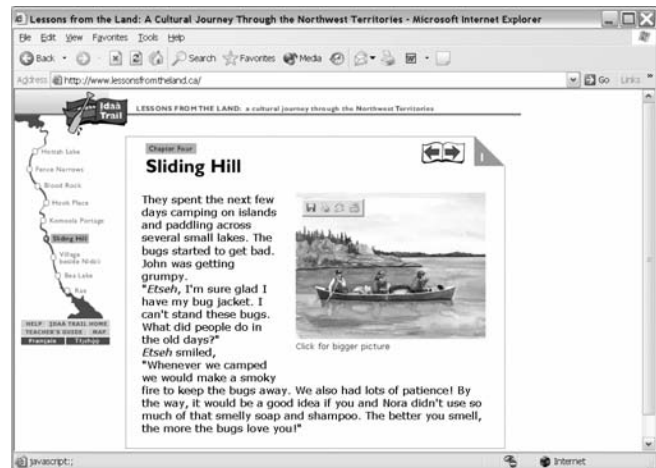 Lessons from the Land: A Cultural Journey Through the Northwest Territories - Microsoft Internet Explorer
File Edit View Favorites Tools Help
Back Search Favorites Media
Address http://www.lessonsfromtheland.ca/ Go Links »
Idaà Trail
LESSONS FROM THE LAND: a cultural journey through the Northwest Territories
Hottah Lake
Fence Narrows
Blood Rock
Hook Place
Kamoola Portage
Sliding Hill
Village
beside Nidzii
Bea Lake
Rae
HELP IDAÀ TRAIL HOME
TEACHER'S GUIDE MAP
Français
Chapter Four
1
Sliding Hill
They spent the next few
days camping on islands
and paddling across
several small lakes. The
bugs started to get bad.
John was getting
grumpy.
"Etseh, I'm sure glad I
have my bug jacket. I
can't stand these bugs.
What did people do in
the old days?"
Etseh smiled,
"Whenever we camped
we would make a smoky
fire to keep the bugs away. We also had lots of patience! By
the way, it would be a good idea if you and Nora didn't use so
much of that smelly soap and shampoo. The better you smell,
the more the bugs love you!"
Click for bigger picture
javascript:; Internet